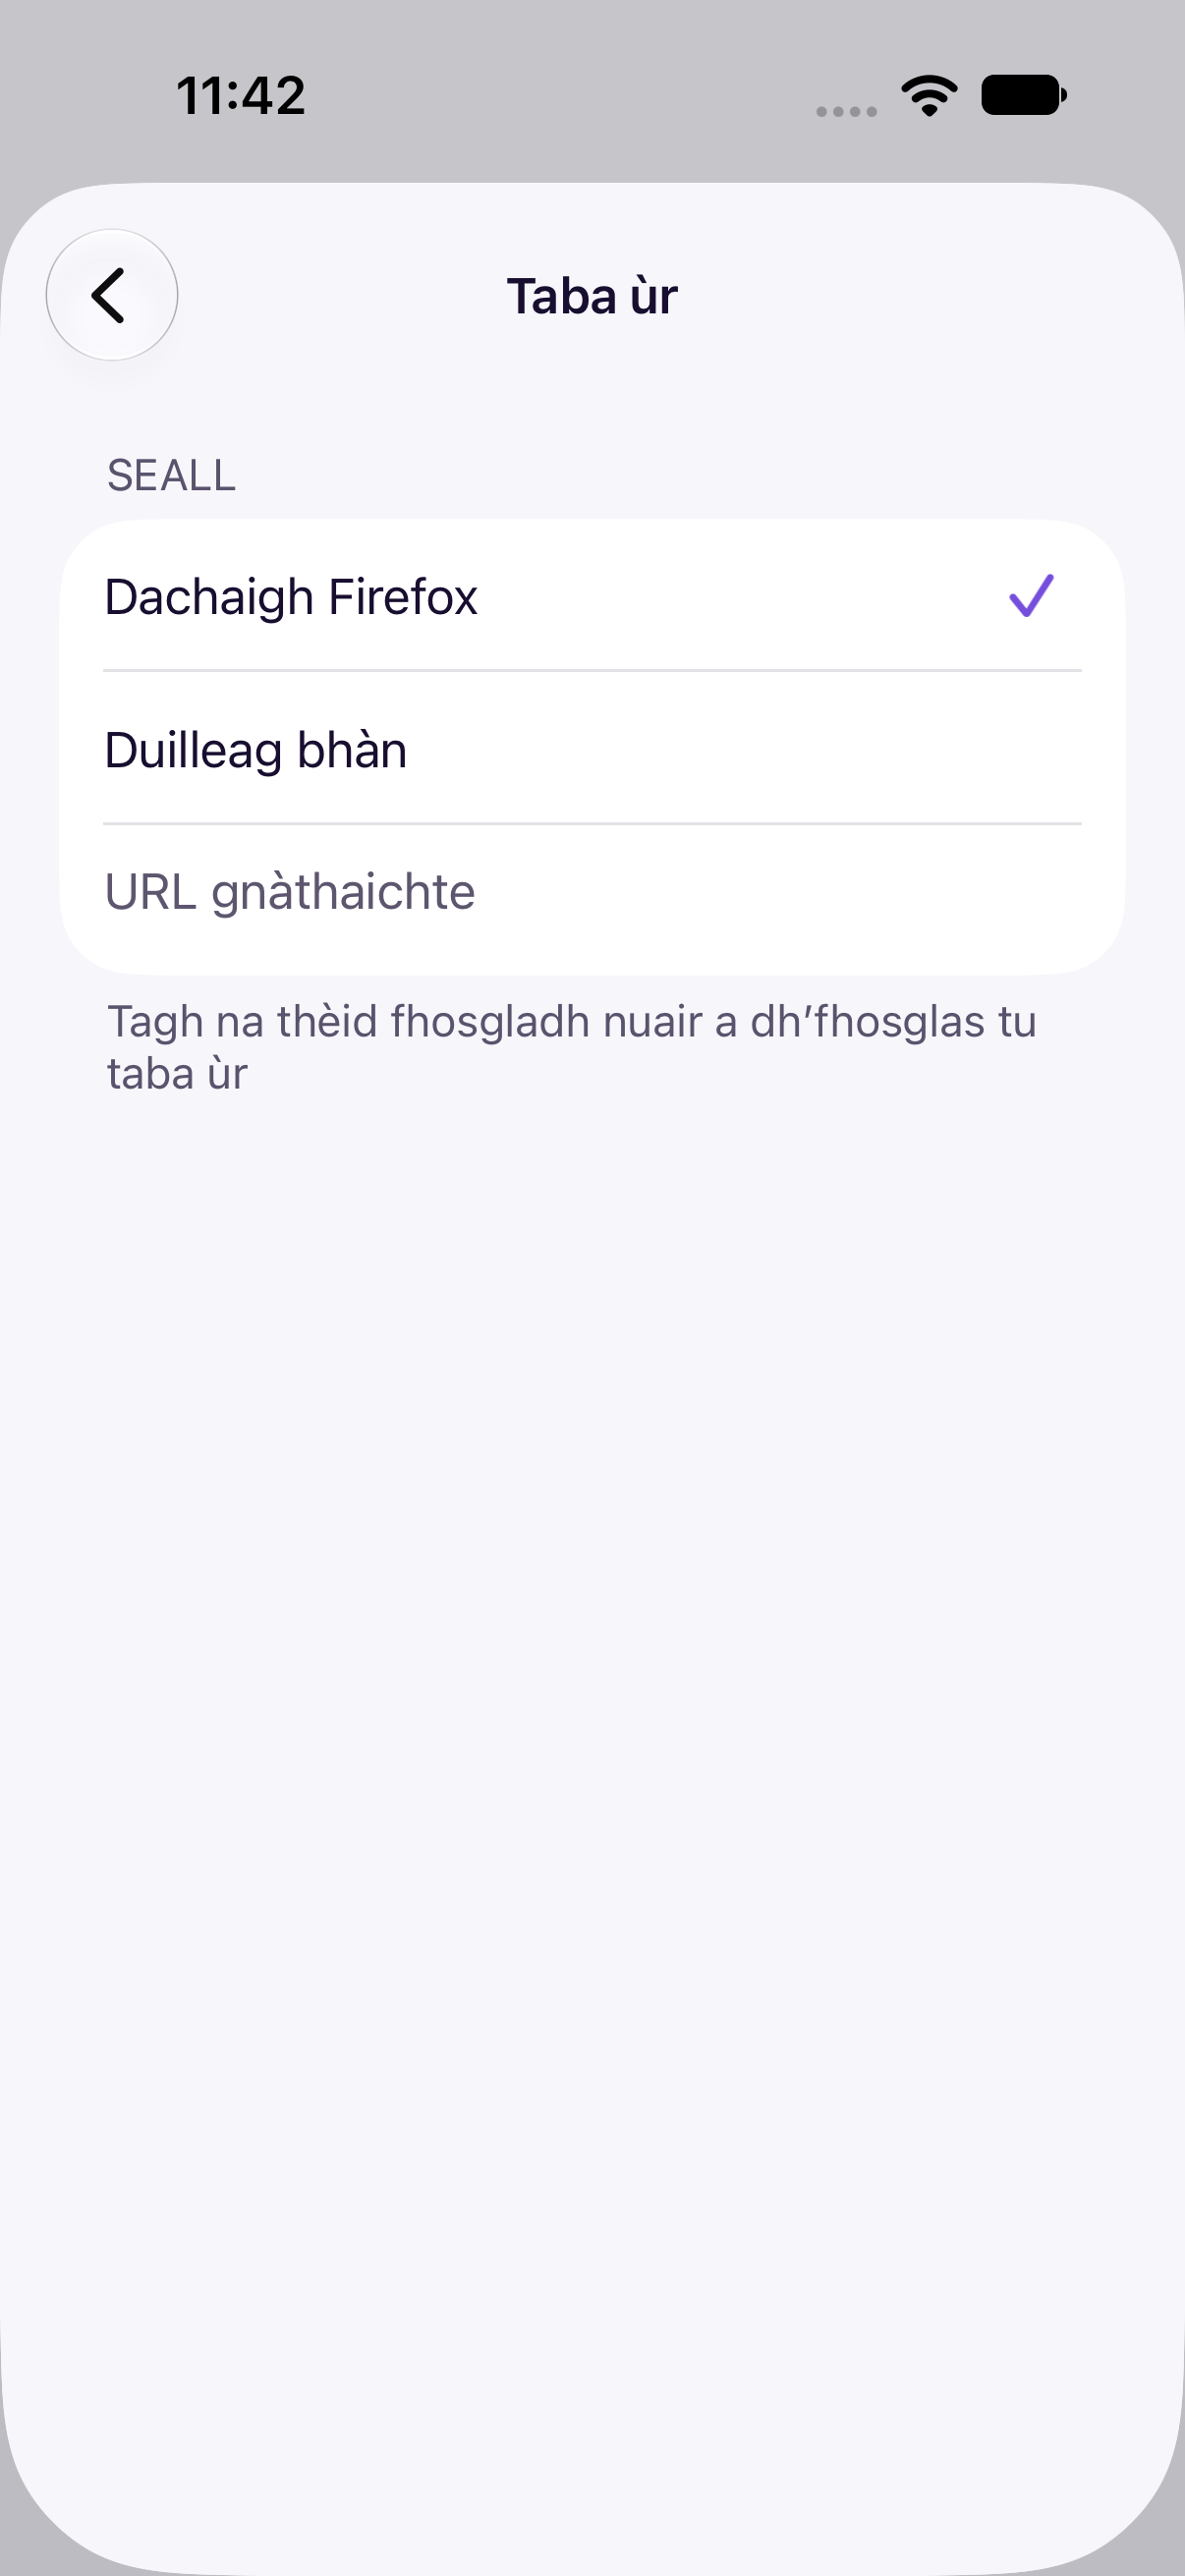 11:42
Taba ùr
SEALL
Dachaigh Firefox
Duilleag bhàn
URL gnàthaichte
Tagh na thèid fhosgladh nuair a dh’fhosglas tu
taba ùr